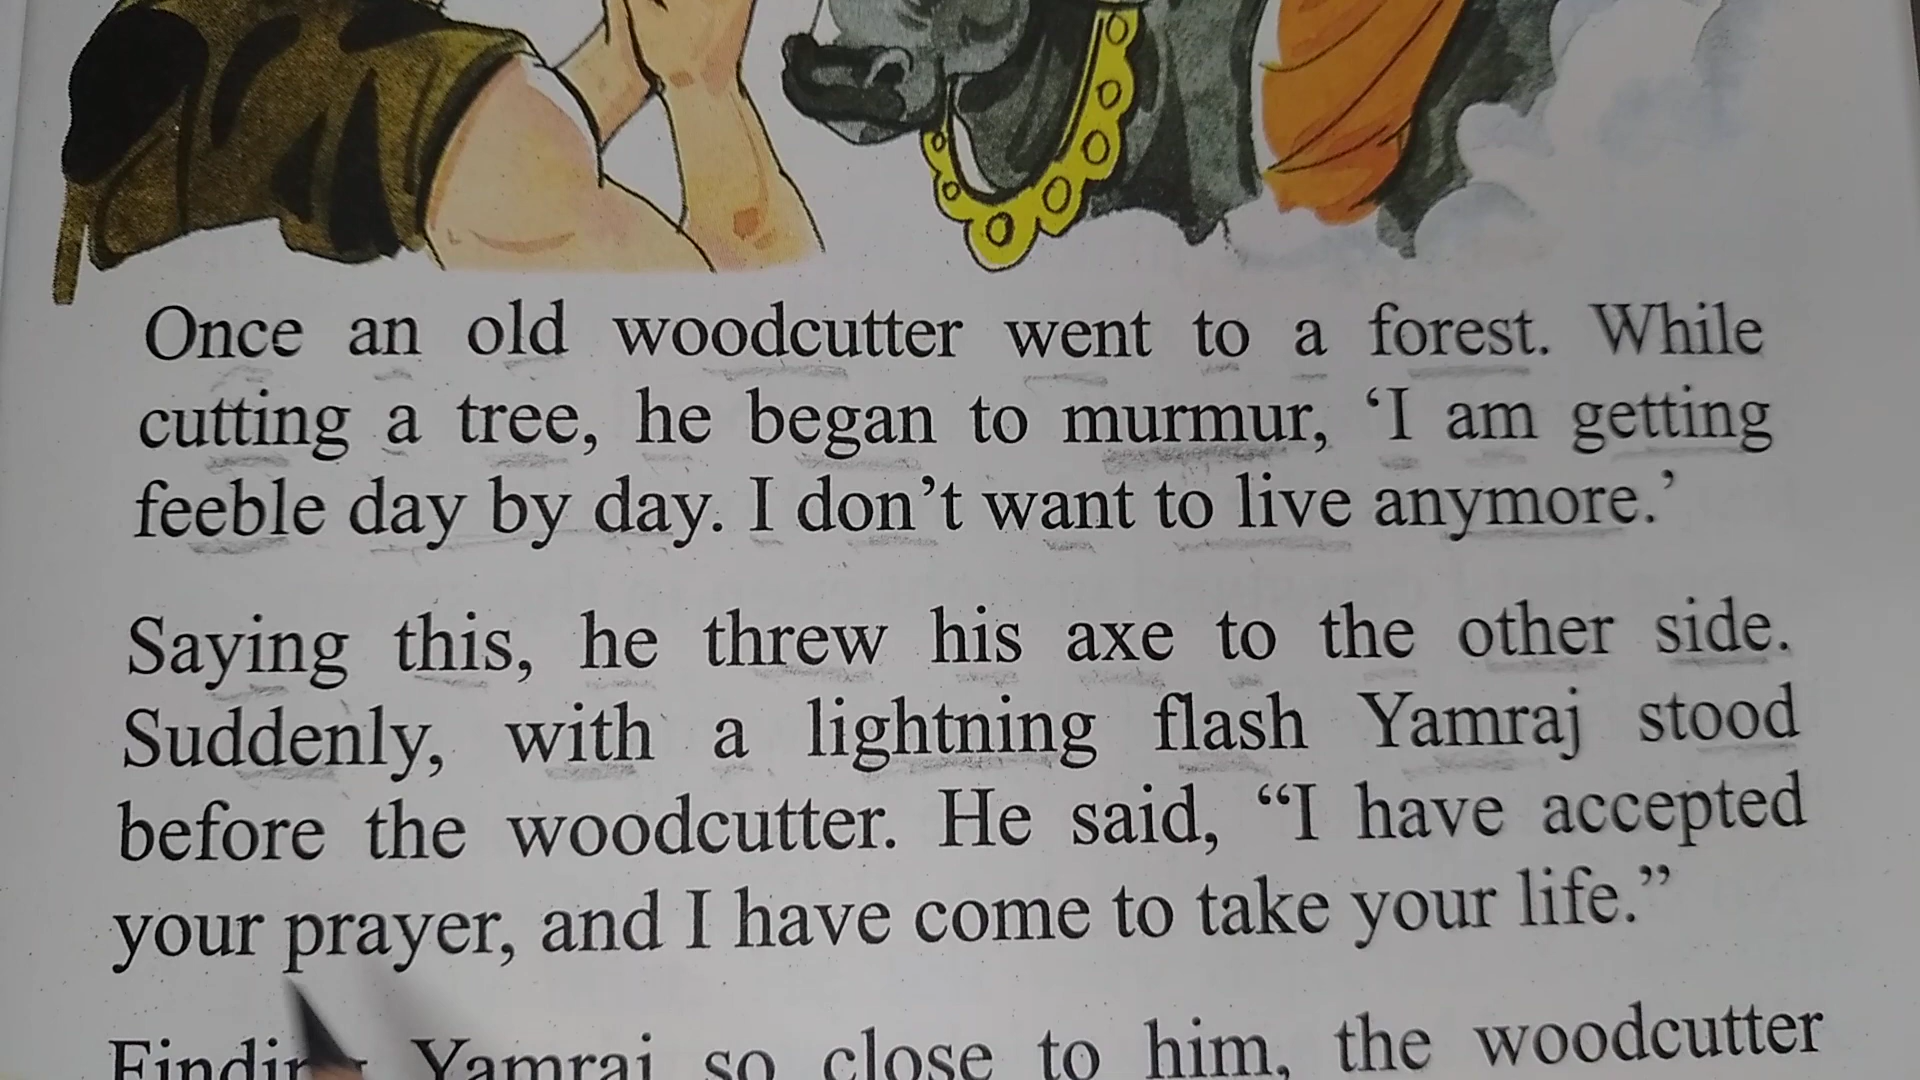 Once an old woodcutter went to a forest. While
cutting a tree, he began to murmur, ‘I am getting
feeble day by day. I don’t want to live anymore.’
Saying this, he threw his axe to the other side.
Suddenly, with a lightning flash Yamraj stood
before the woodcutter. He said, “I have accepted
your prayer, and I have come to take your life.”
Yamraj so close to him, the woodcutter